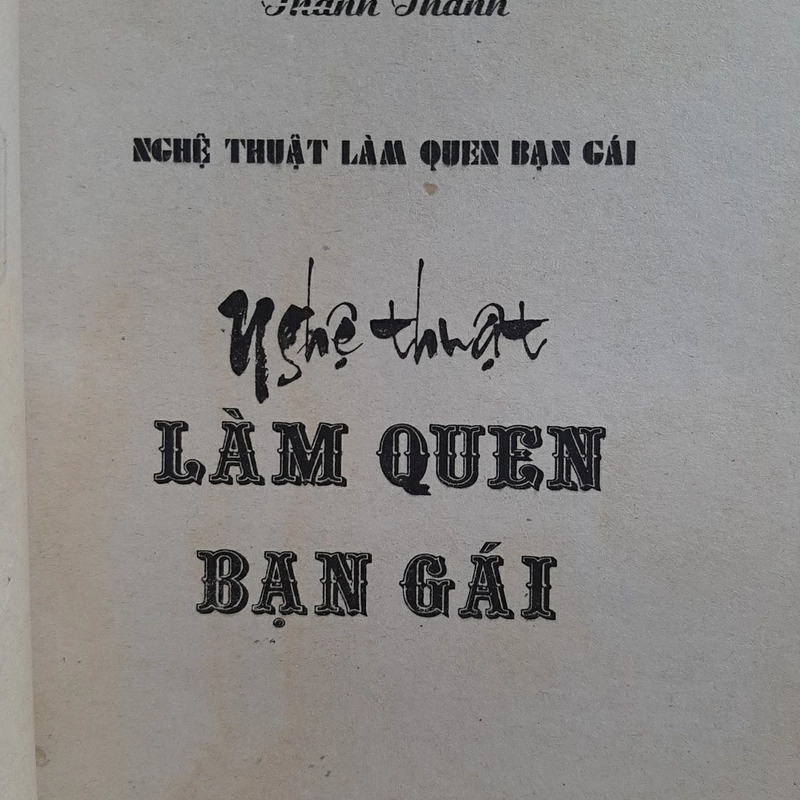 Thanh Thanh
NGHỆ THUẬT LÀM QUEN BẠN GÁI
Nghệ thuật
LÀM QUEN
BẠN GÁI